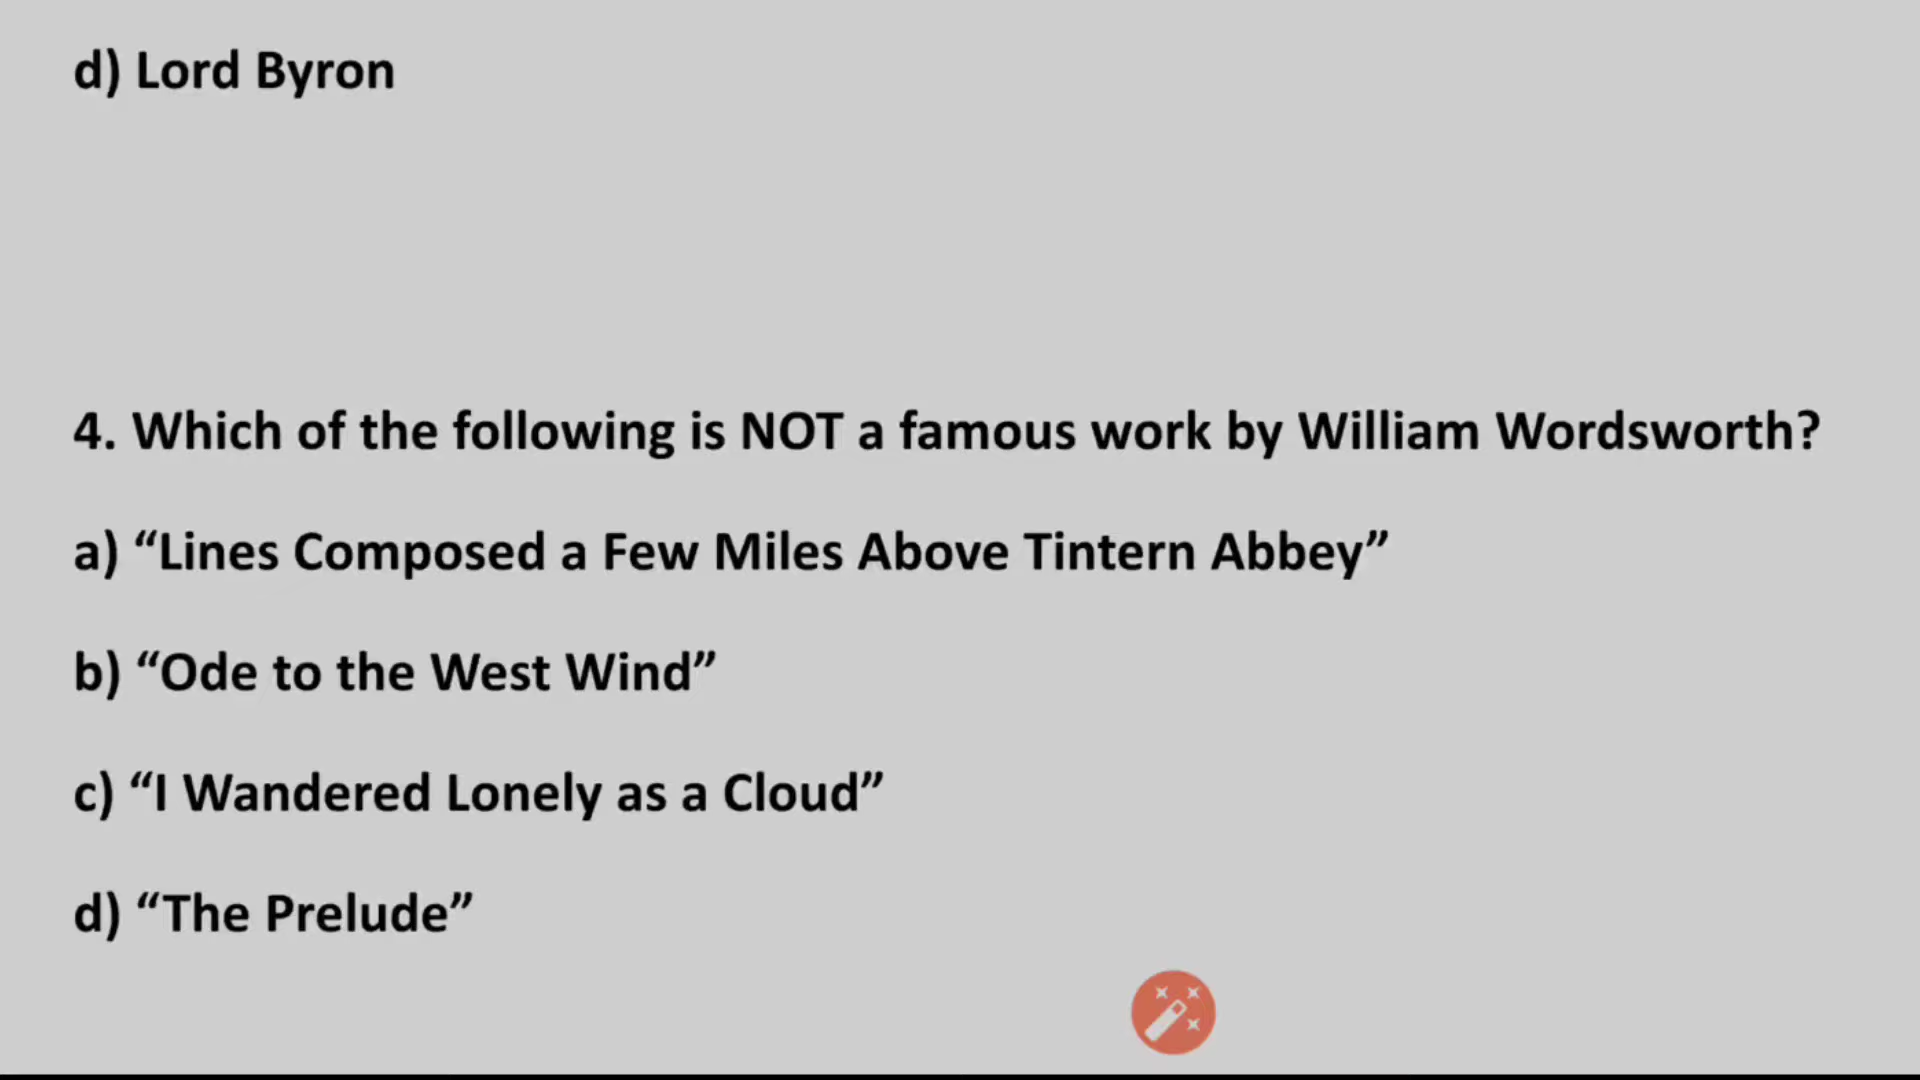 d) Lord Byron
4. Which of the following is NOT a famous work by William Wordsworth?
a) “Lines Composed a Few Miles Above Tintern Abbey”
b) “Ode to the West Wind”
c) “I Wandered Lonely as a Cloud”
d) “The Prelude”